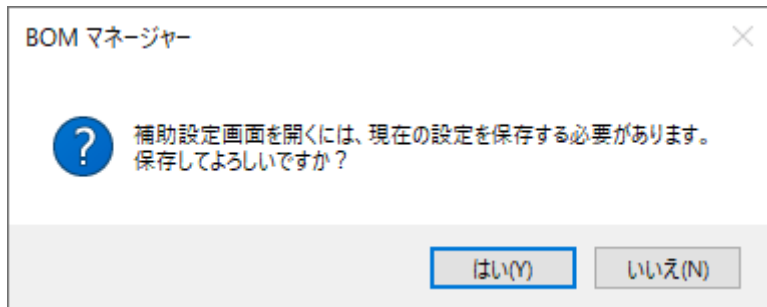 BOM マネージャー
補助設定画面を開くには、現在の設定を保存する必要があります。
保存してよろしいですか？
はい(Y)
いいえ(N)